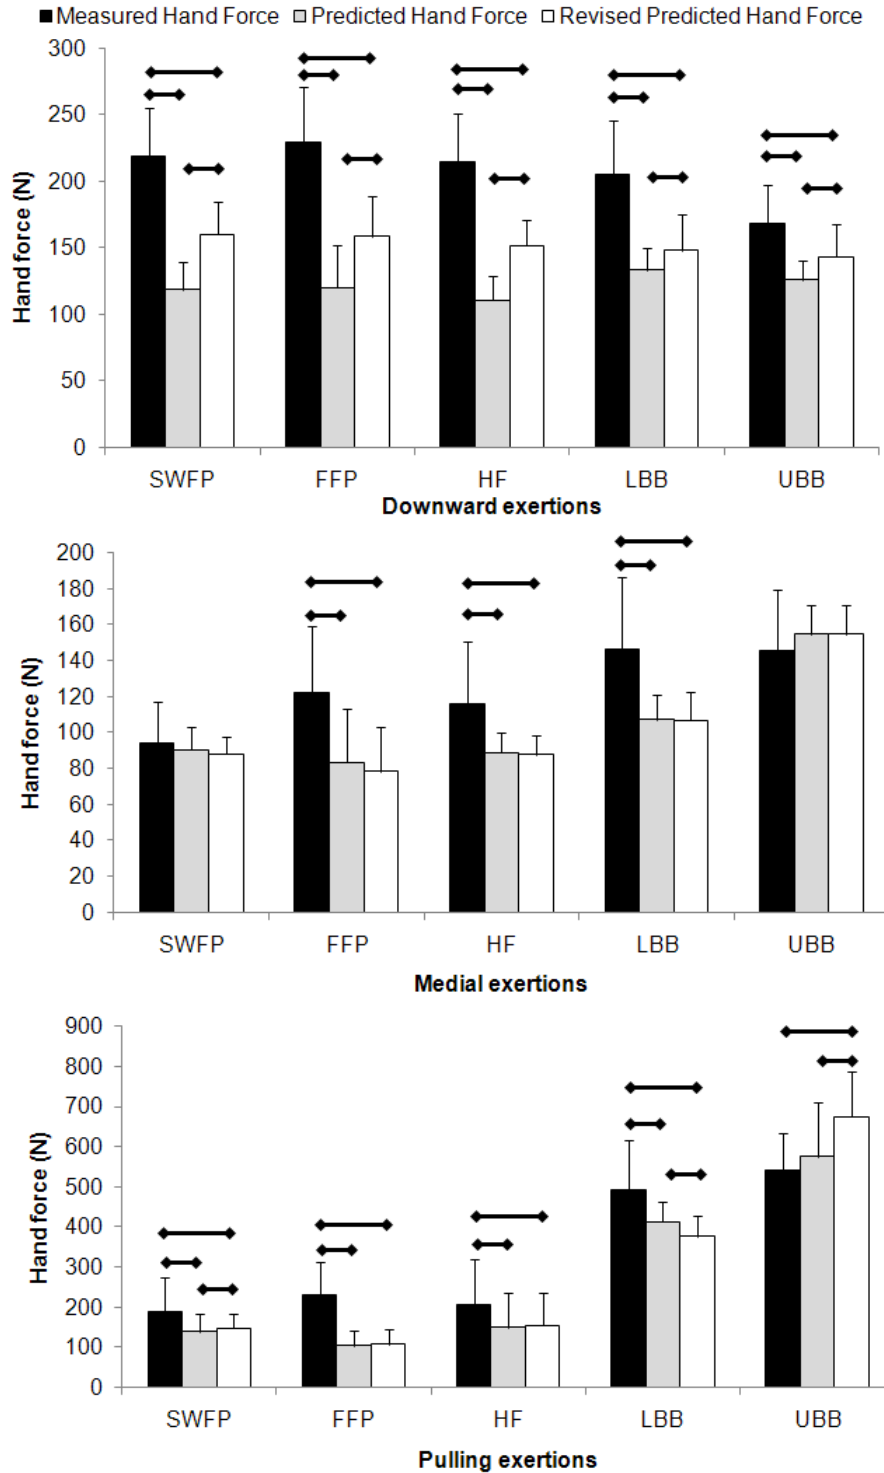 Measured Hand Force Predicted Hand Force Revised Predicted Hand Force
300
250
200
150
100
50
0
Hand force (N)
SWFP FFP HF LBB UBB
Downward exertions
200
180
160
140
120
100
80
60
40
20
0
Hand force (N)
SWFP FFP HF LBB UBB
Medial exertions
900
800
700
600
500
400
300
200
100
0
Hand force (N)
SWFP FFP HF LBB UBB
Pulling exertions